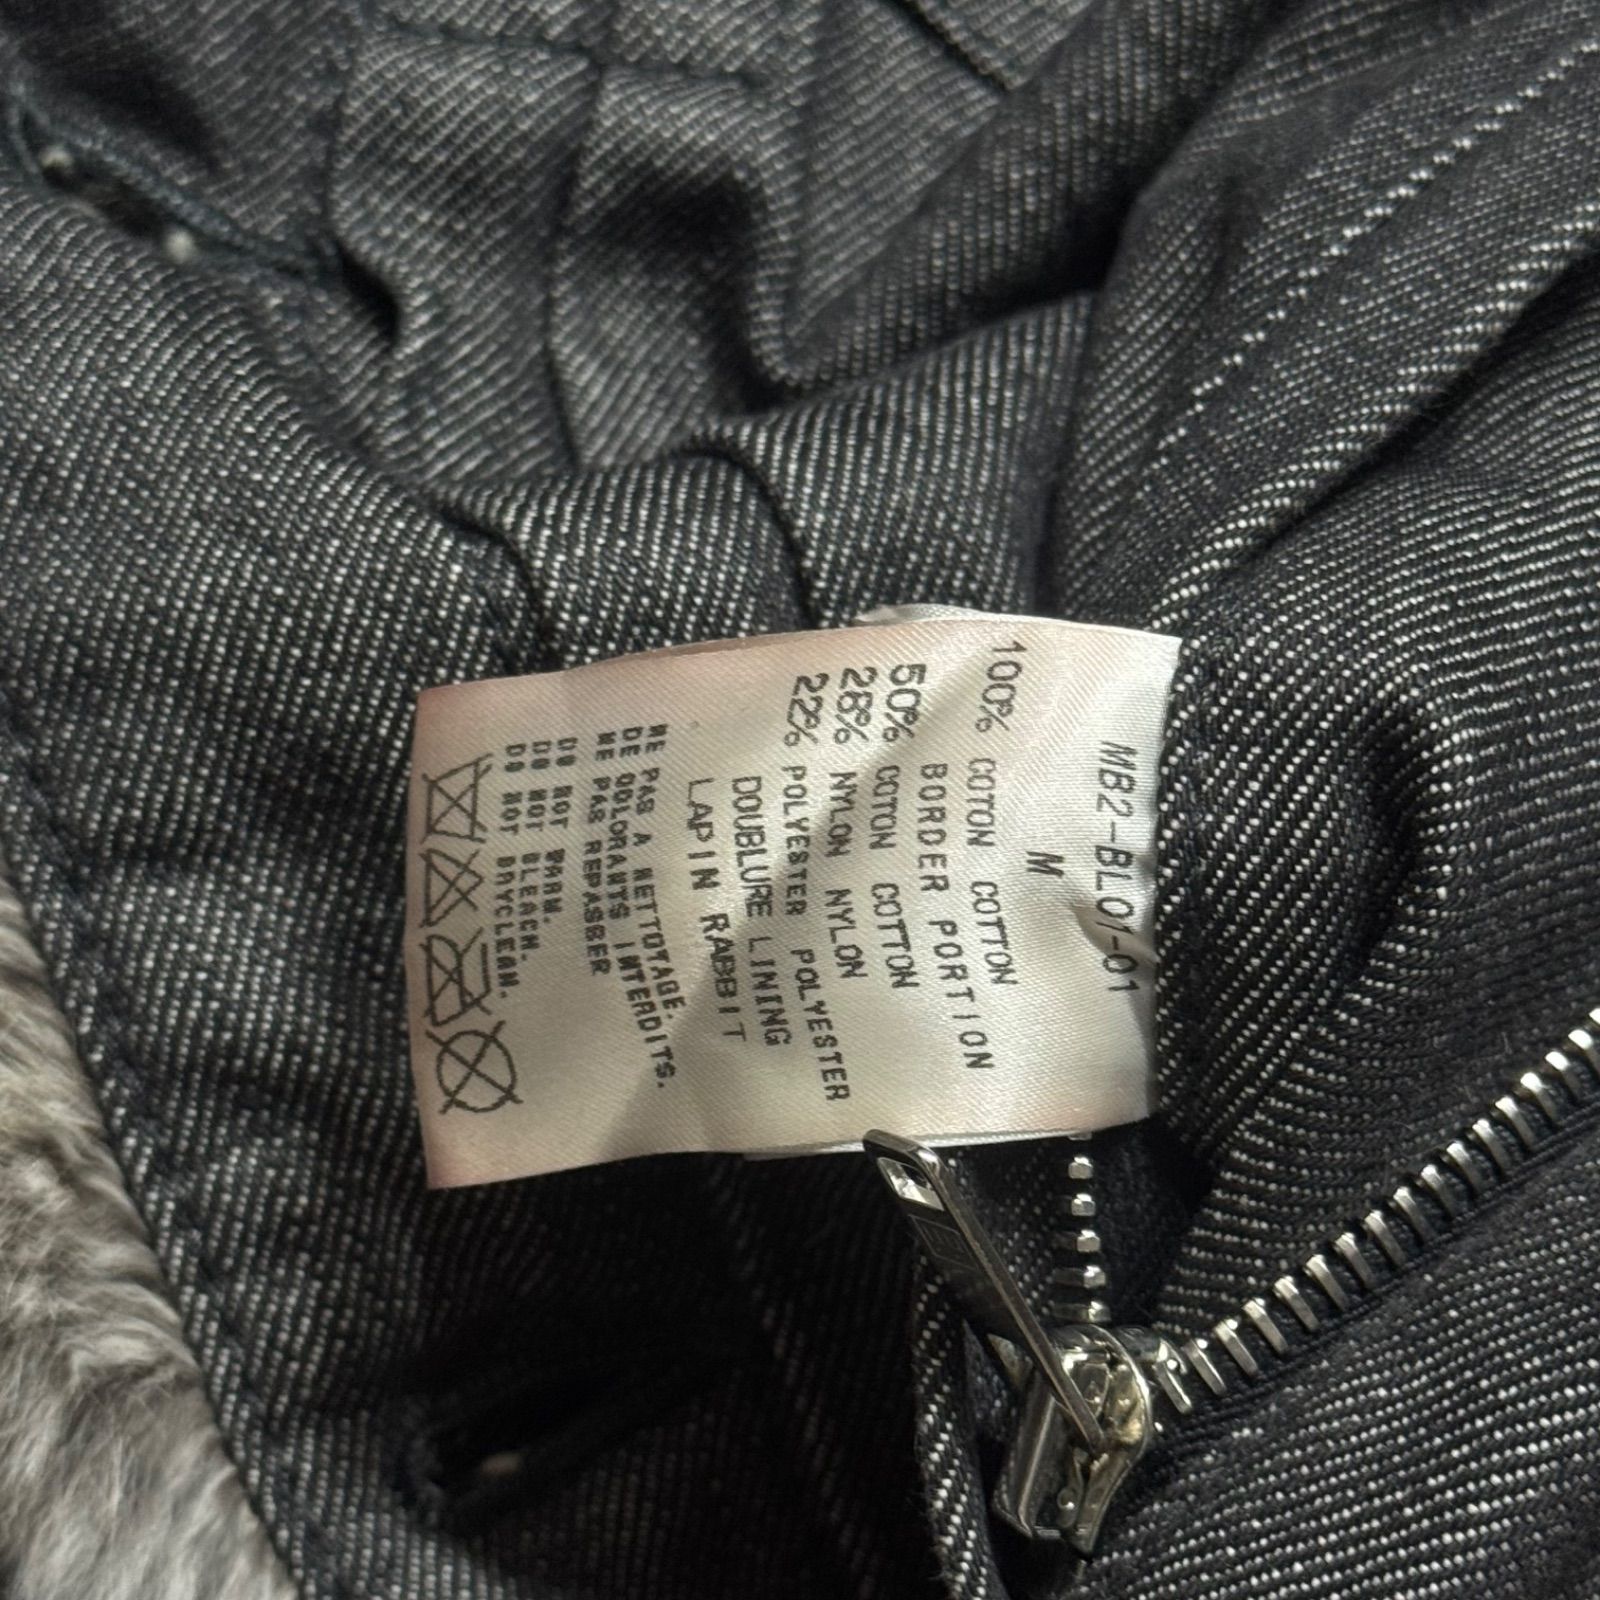 MB2-BL01-01
M
100% COTON COTTON
BORDER PORTION
50% COTON COTTON
28% NYLON NYLON
22% POLYESTER POLYESTER
DOUBLURE LINING
LAPIN RABBIT
NE PAS A NETTOTAGE.
DE COLORANTS INTERDITS.
NE PAS REPASSER
DO NOT WARM.
DO NOT BLEACH.
DO NOT DRYCLEAN.